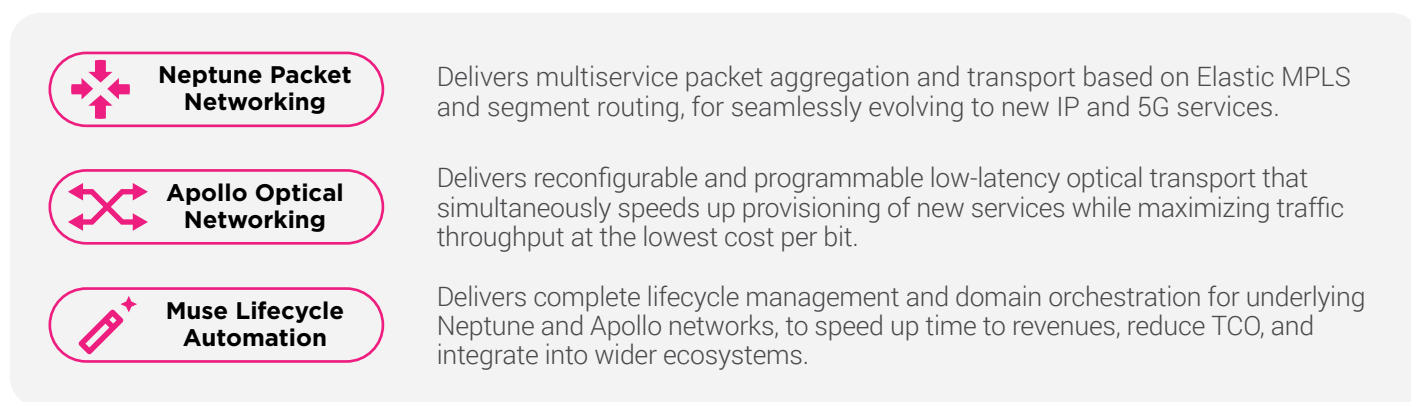 Neptune Packet
Networking
Delivers multiservice packet aggregation and transport based on Elastic MPLS
and segment routing, for seamlessly evolving to new IP and 5G services.
Apollo Optical
Networking
Delivers reconfigurable and programmable low-latency optical transport that
simultaneously speeds up provisioning of new services while maximizing traffic
throughput at the lowest cost per bit.
Muse Lifecycle
Automation
Delivers complete lifecycle management and domain orchestration for underlying
Neptune and Apollo networks, to speed up time to revenues, reduce TCO, and
integrate into wider ecosystems.